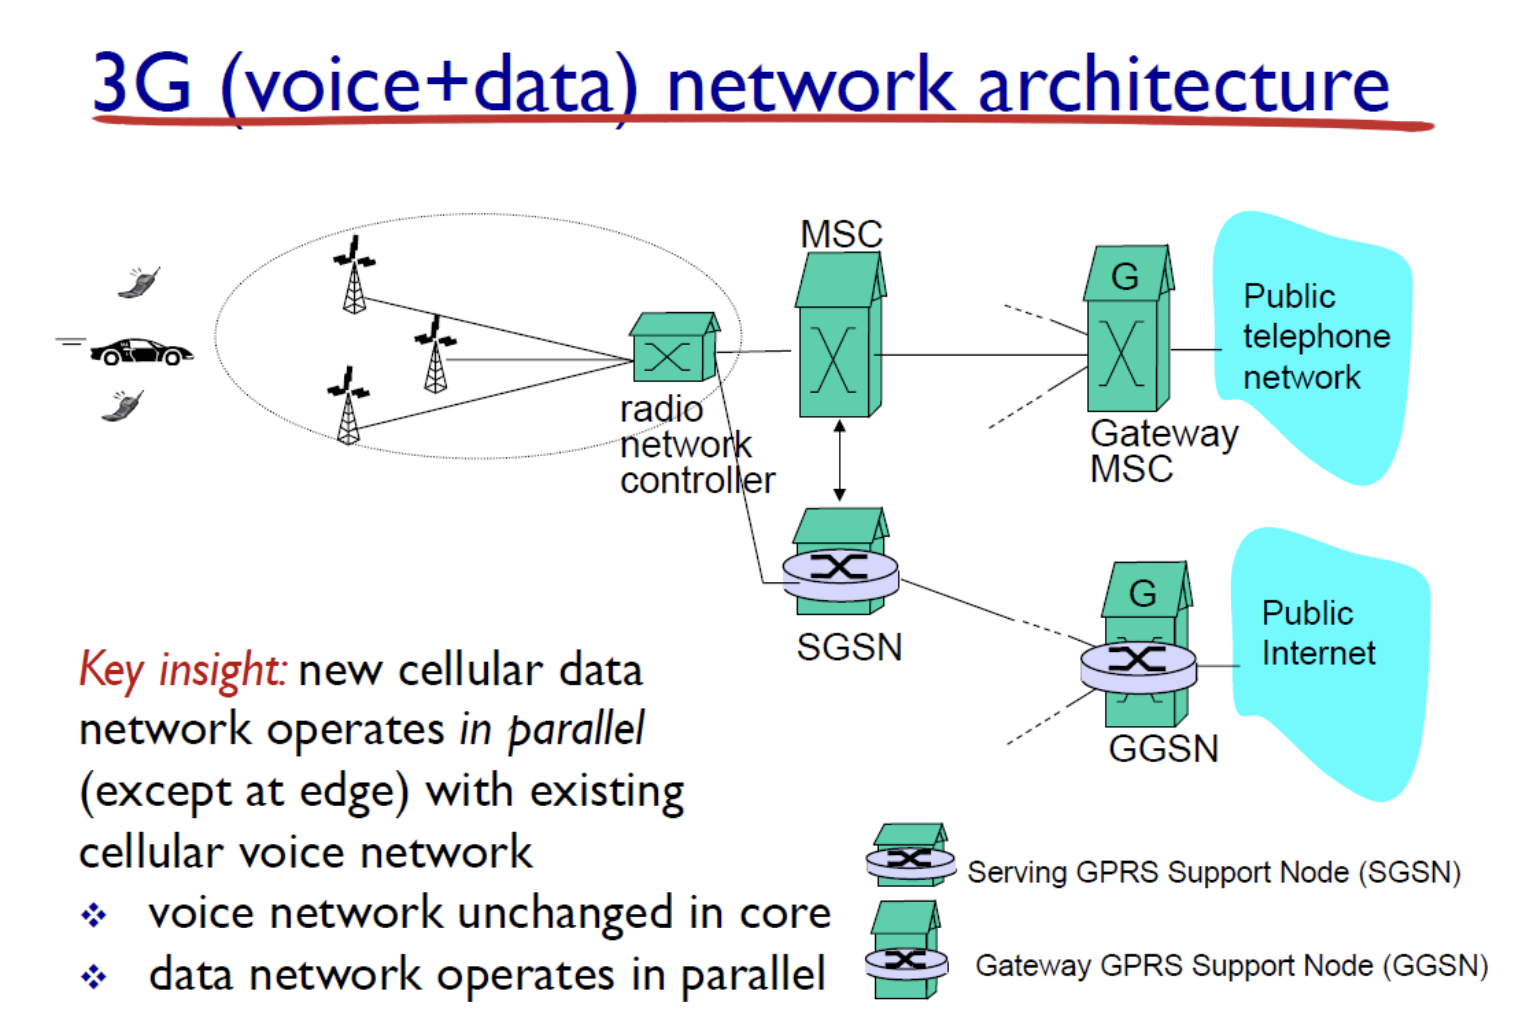 3G (voice+data) network architecture
MSC
G
Public
telephone
network
radio
network
controller
Gateway
MSC
SGSN
G
Public
Internet
GGSN
Key insight: new cellular data
network operates in parallel
(except at edge) with existing
cellular voice network
voice network unchanged in core
data network operates in parallel
Serving GPRS Support Node (SGSN)
Gateway GPRS Support Node (GGSN)